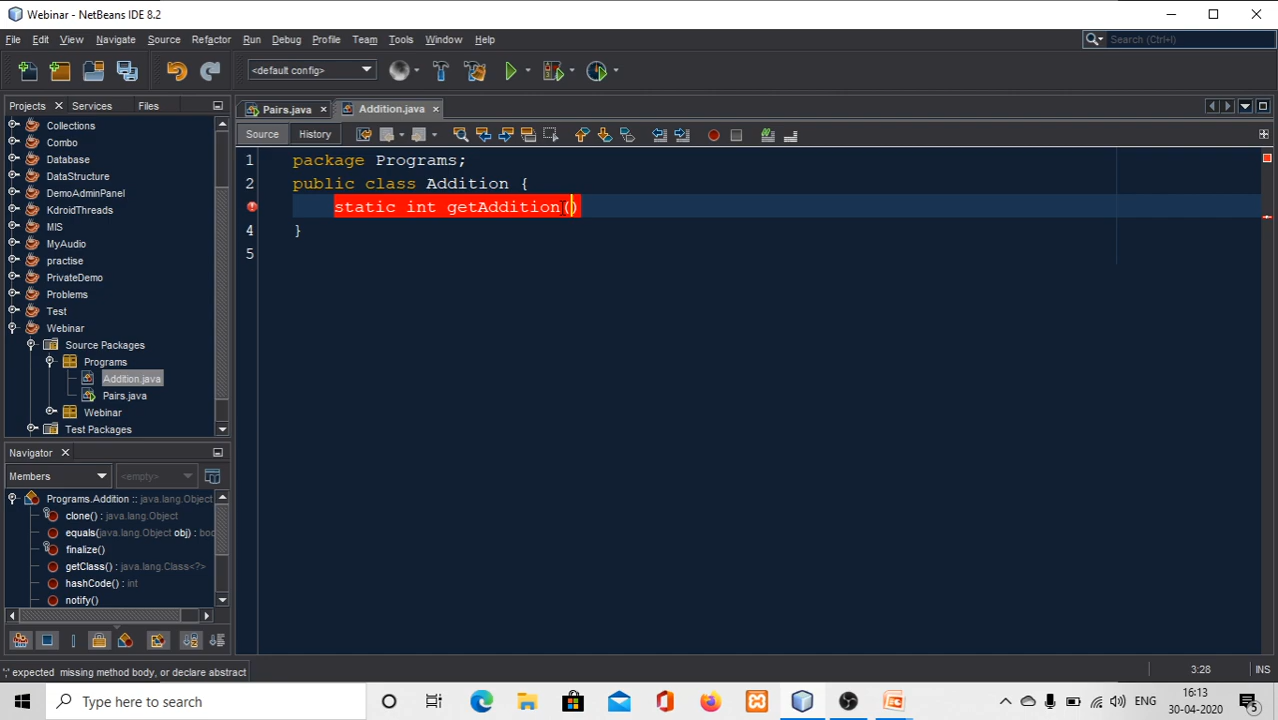 Webinar - NetBeans IDE 8.2
File Edit View Navigate Source Refactor Run Debug Profile Team Tools Window Help
Search (Ctrl+I)
<default config>
Projects Services Files
Pairs.java Addition.java
Source History
Collections
Combo
Database
DataStructure
DemoAdminPanel
KdroidThreads
MIS
MyAudio
practise
PrivateDemo
Problems
Test
Webinar
Source Packages
Programs
Addition.java
Pairs.java
Webinar
Test Packages
1 package Programs;
2 public class Addition {
static int getAddition()
4 }
5
Navigator
Members <empty>
Programs.Addition :: java.lang.Object
clone() : java.lang.Object
equals(java.lang.Object obj) : boo
finalize()
getClass() : java.lang.Class<?>
hashCode() : int
notify()
';' expected missing method body, or declare abstract
3:28 INS
Type here to search
ENG
16:13
30-04-2020
5